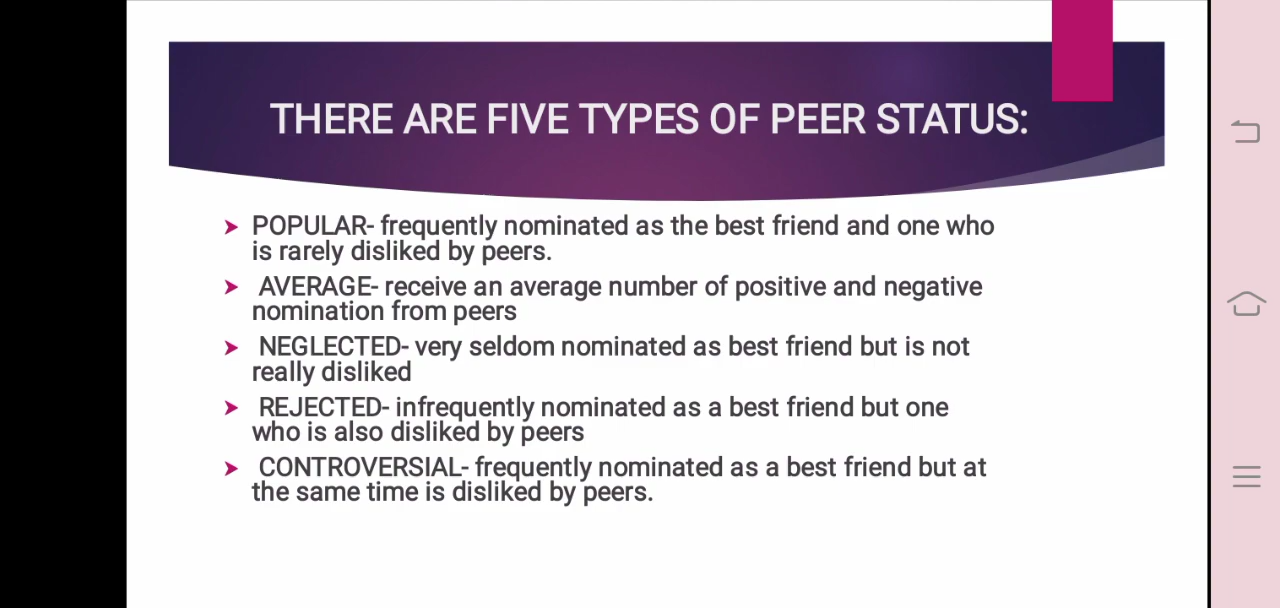 THERE ARE FIVE TYPES OF PEER STATUS:
POPULAR- frequently nominated as the best friend and one who
is rarely disliked by peers.
AVERAGE- receive an average number of positive and negative
nomination from peers
NEGLECTED- very seldom nominated as best friend but is not
really disliked
REJECTED- infrequently nominated as a best friend but one
who is also disliked by peers
CONTROVERSIAL- frequently nominated as a best friend but at
the same time is disliked by peers.